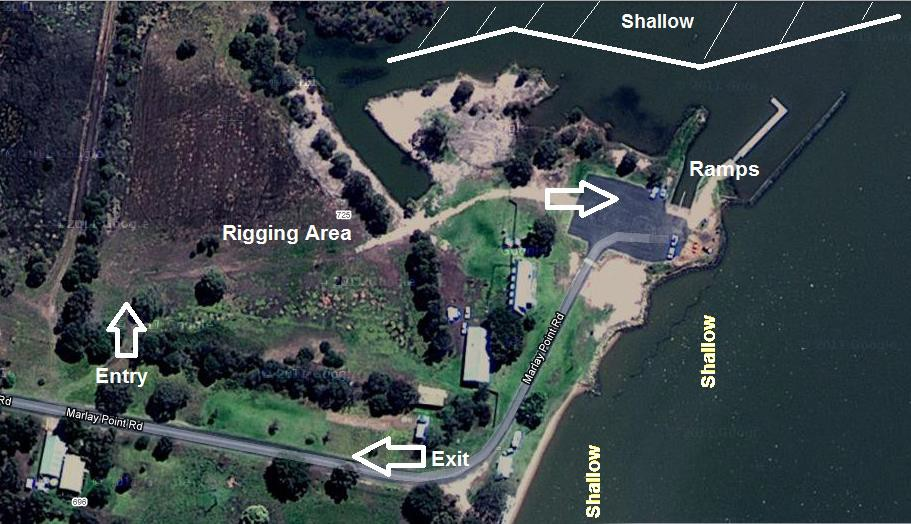 Shallow
Ramps
725
Rigging Area
Marlay Point Rd
Shallow
Entry
Rd
Marlay Point Rd
Exit
Shallow
696